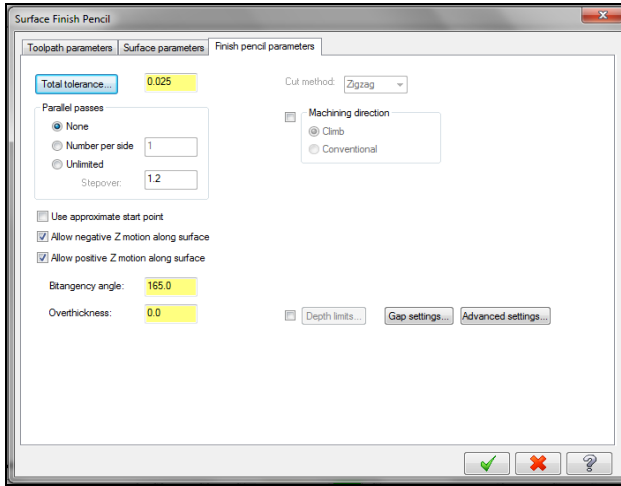 Surface Finish Pencil
Toolpath parameters Surface parameters Finish pencil parameters
Total tolerance... 0.025 Cut method: Zigzag
Parallel passes Machining direction
None Climb
Number per side 1 Conventional
Unlimited
Stepover: 1.2
Use approximate start point
Allow negative Z motion along surface
Allow positive Z motion along surface
Bitangency angle: 165.0
Overthickness: 0.0 Depth limits... Gap settings... Advanced settings...